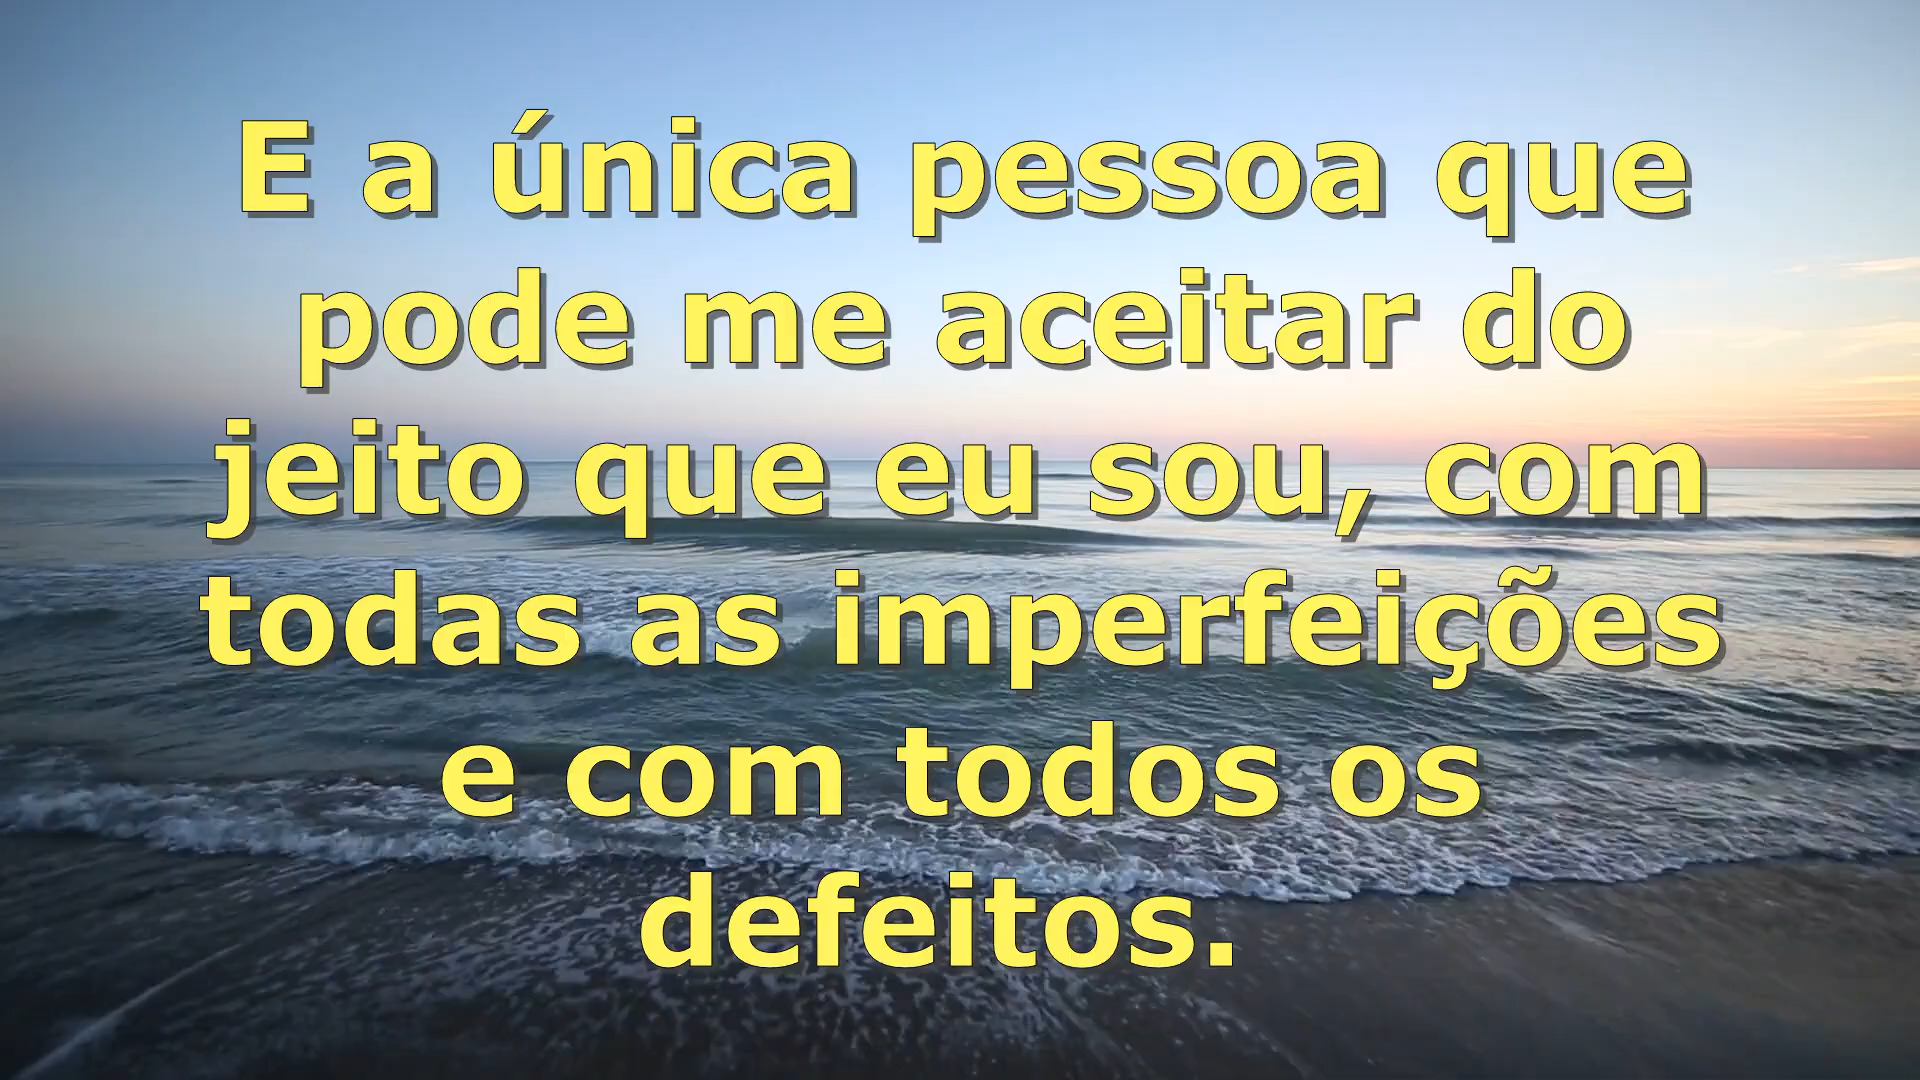 E a única pessoa que
pode me aceitar do
jeito que eu sou, com
todas as imperfeições
e com todos os
defeitos.